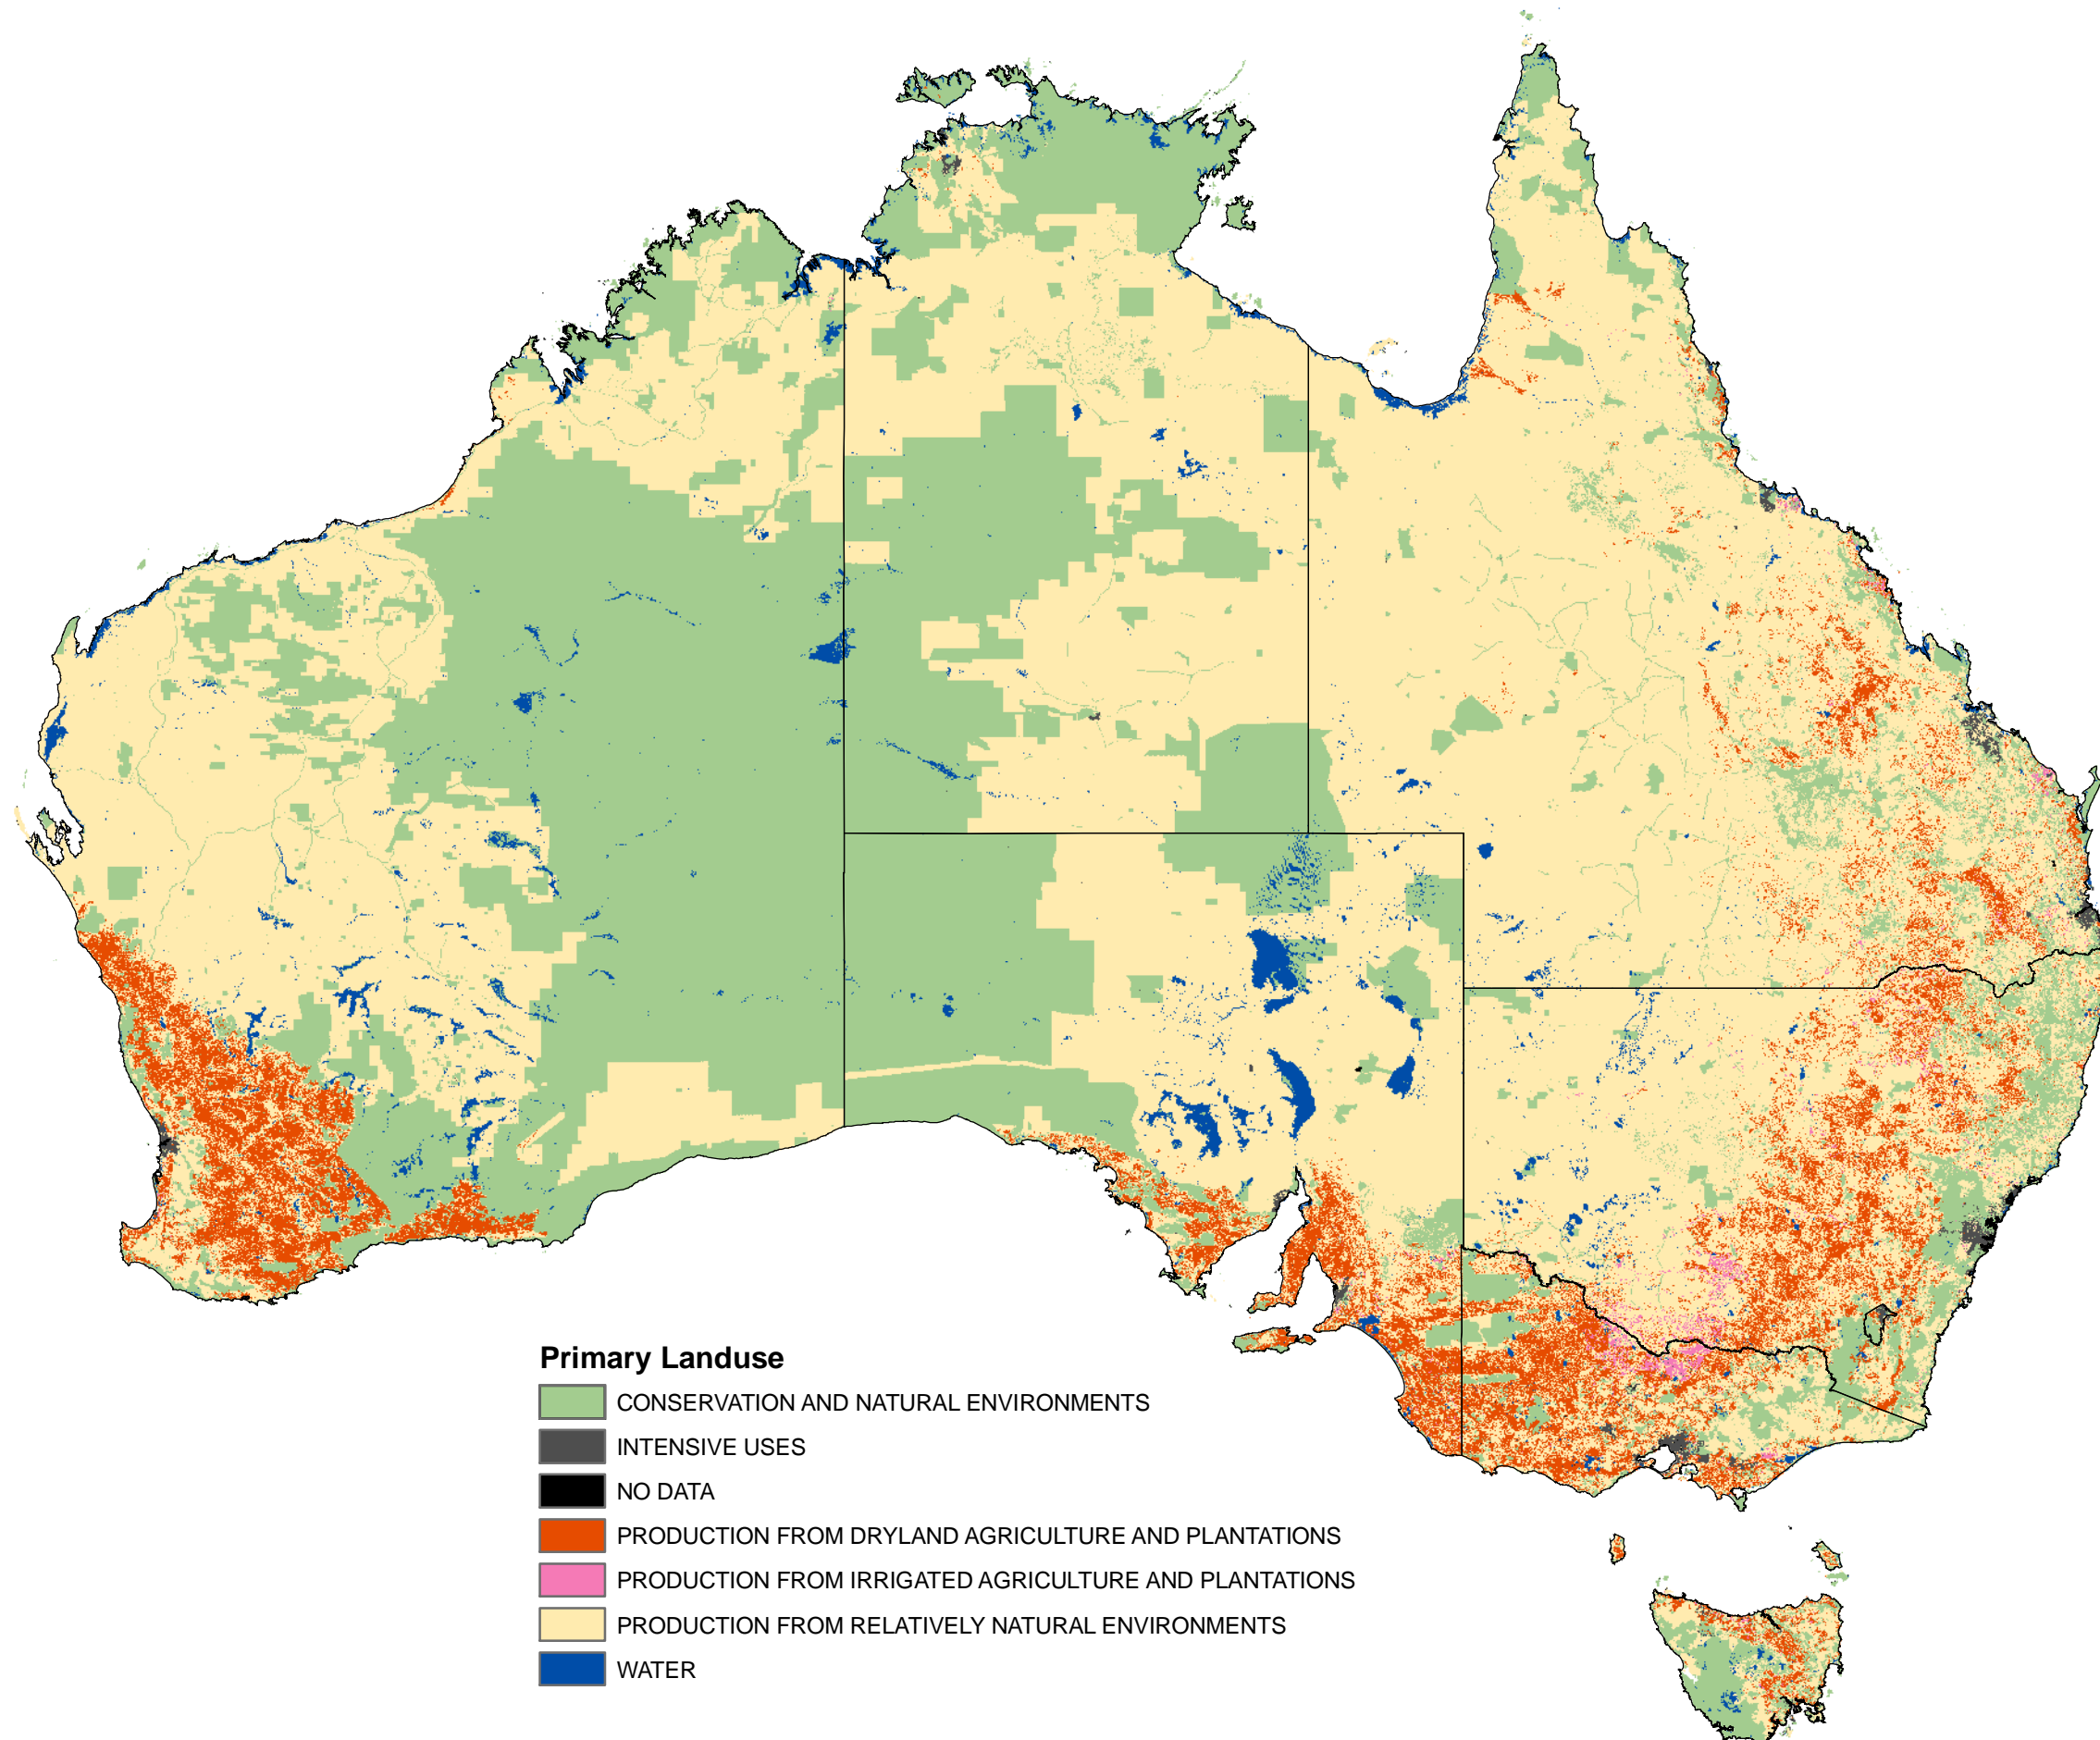 Primary Landuse
CONSERVATION AND NATURAL ENVIRONMENTS
INTENSIVE USES
NO DATA
PRODUCTION FROM DRYLAND AGRICULTURE AND PLANTATIONS
PRODUCTION FROM IRRIGATED AGRICULTURE AND PLANTATIONS
PRODUCTION FROM RELATIVELY NATURAL ENVIRONMENTS
WATER